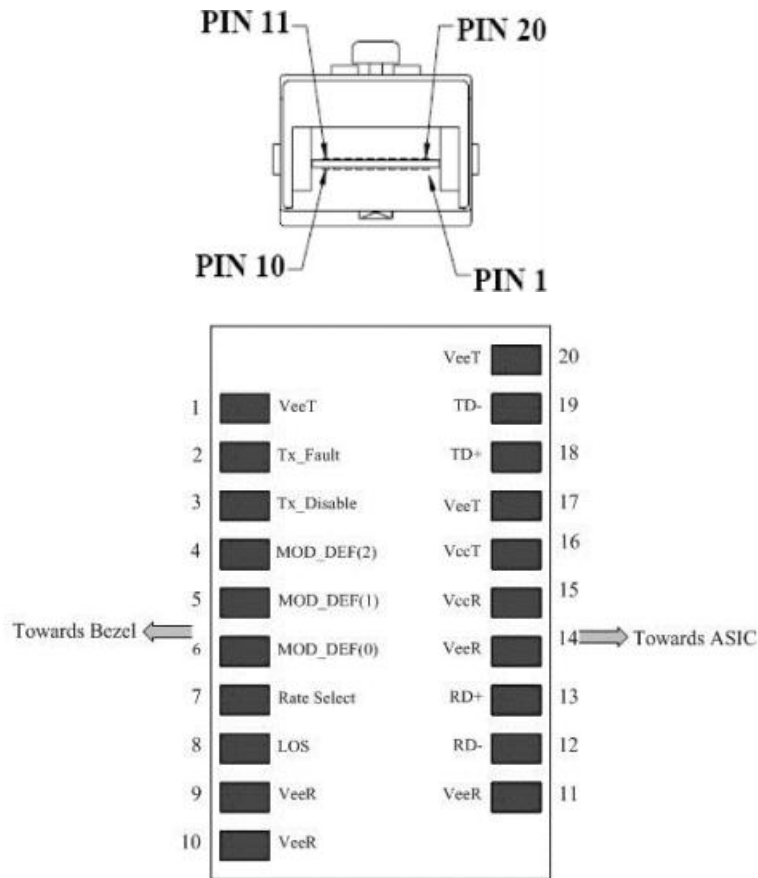 PIN 11
PIN 20
PIN 10
PIN 1
VeeT 20
1 VeeT TD- 19
2 Tx_Fault TD+ 18
3 Tx_Disable VeeT 17
4 MOD_DEF(2) VccT 16
5 MOD_DEF(1) VccR 15
Towards Bezel
6 MOD_DEF(0) VeeR 14
Towards ASIC
7 Rate Select RD+ 13
8 LOS RD- 12
9 VeeR VeeR 11
10 VeeR